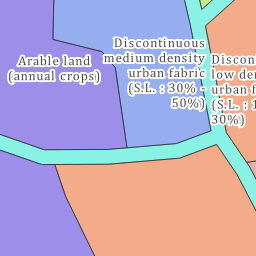 Arable land
(annual crops)
Discontinuous
medium density
urban fabric
(S.L. : 30% -
50%)
Discon
low den
urban f
(S.L. : 1
30%)